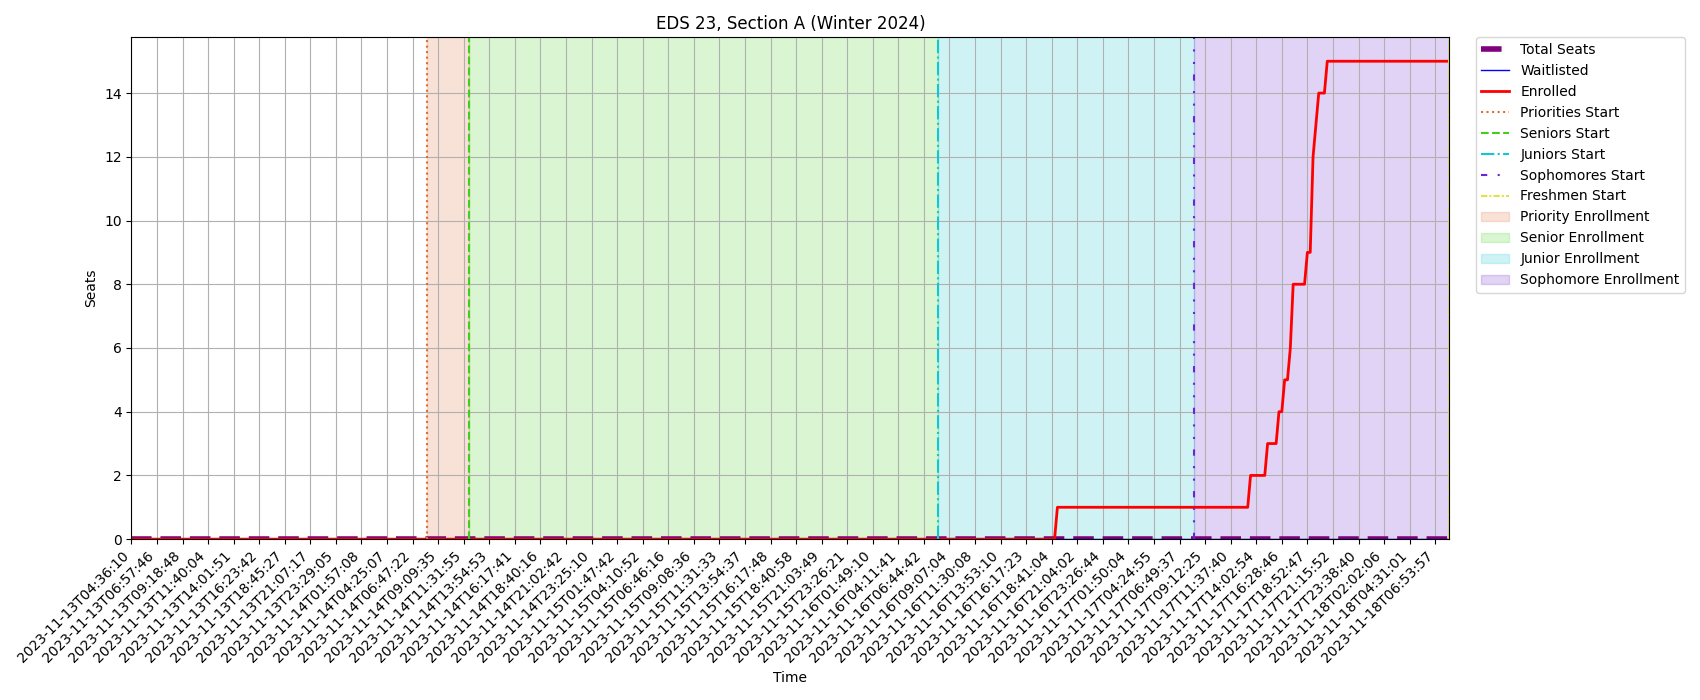 EDS 23, Section A (Winter 2024)
Seats
14
12
10
8
6
4
2
0
2023-11-13T04:36:10
2023-11-13T06:57:46
2023-11-13T09:18:48
2023-11-13T11:40:04
2023-11-13T14:01:51
2023-11-13T16:23:42
2023-11-13T18:45:27
2023-11-13T21:07:17
2023-11-13T23:29:05
2023-11-14T01:57:08
2023-11-14T04:25:07
2023-11-14T06:47:22
2023-11-14T09:09:35
2023-11-14T11:31:55
2023-11-14T13:54:53
2023-11-14T16:17:41
2023-11-14T18:40:16
2023-11-14T21:02:42
2023-11-14T23:25:10
2023-11-15T01:47:42
2023-11-15T04:10:52
2023-11-15T06:46:16
2023-11-15T09:08:36
2023-11-15T11:31:33
2023-11-15T13:54:37
2023-11-15T16:17:48
2023-11-15T18:40:58
2023-11-15T21:03:49
2023-11-15T23:26:21
2023-11-16T01:49:10
2023-11-16T04:11:41
2023-11-16T06:44:42
2023-11-16T09:07:04
2023-11-16T11:30:08
2023-11-16T13:53:10
2023-11-16T16:17:23
2023-11-16T18:41:04
2023-11-16T21:04:02
2023-11-16T23:26:44
2023-11-17T01:50:04
2023-11-17T04:24:55
2023-11-17T06:49:37
2023-11-17T09:12:25
2023-11-17T11:37:40
2023-11-17T14:02:54
2023-11-17T16:28:46
2023-11-17T18:52:47
2023-11-17T21:15:52
2023-11-17T23:38:40
2023-11-18T02:02:06
2023-11-18T04:31:01
2023-11-18T06:53:57
Time
Total Seats
Waitlisted
Enrolled
Priorities Start
Seniors Start
Juniors Start
Sophomores Start
Freshmen Start
Priority Enrollment
Senior Enrollment
Junior Enrollment
Sophomore Enrollment